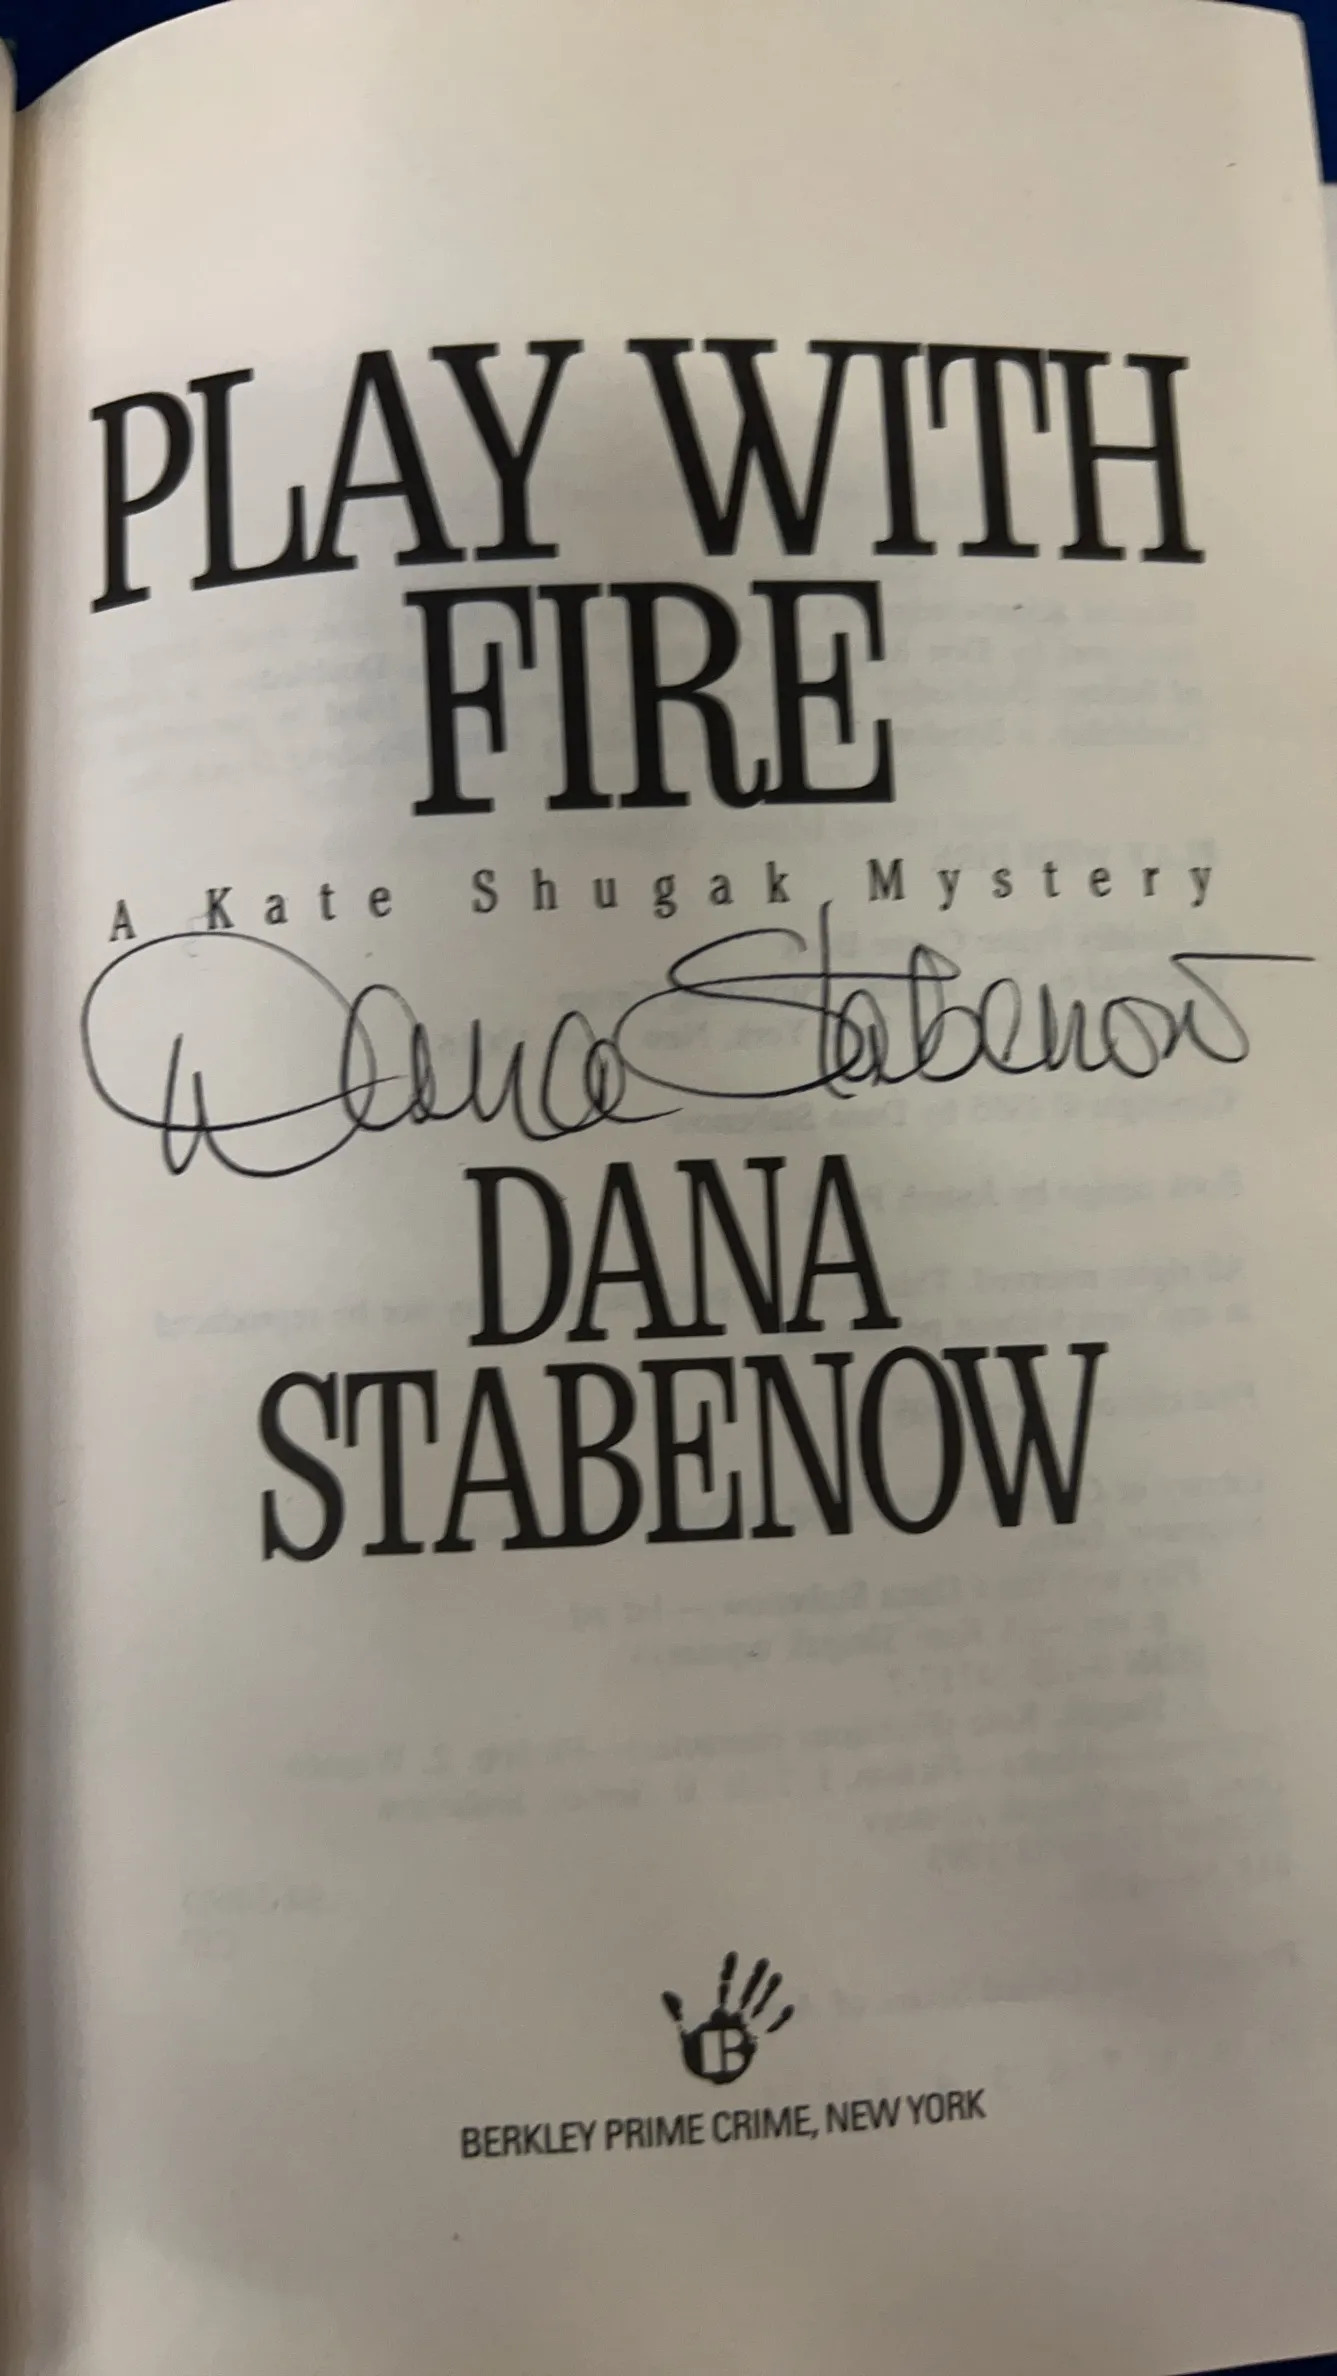 PLAY WITH
FIRE
A Kate Shugak Mystery
Dana Stabenow
DANA
STABENOW
B
BERKLEY PRIME CRIME, NEW YORK